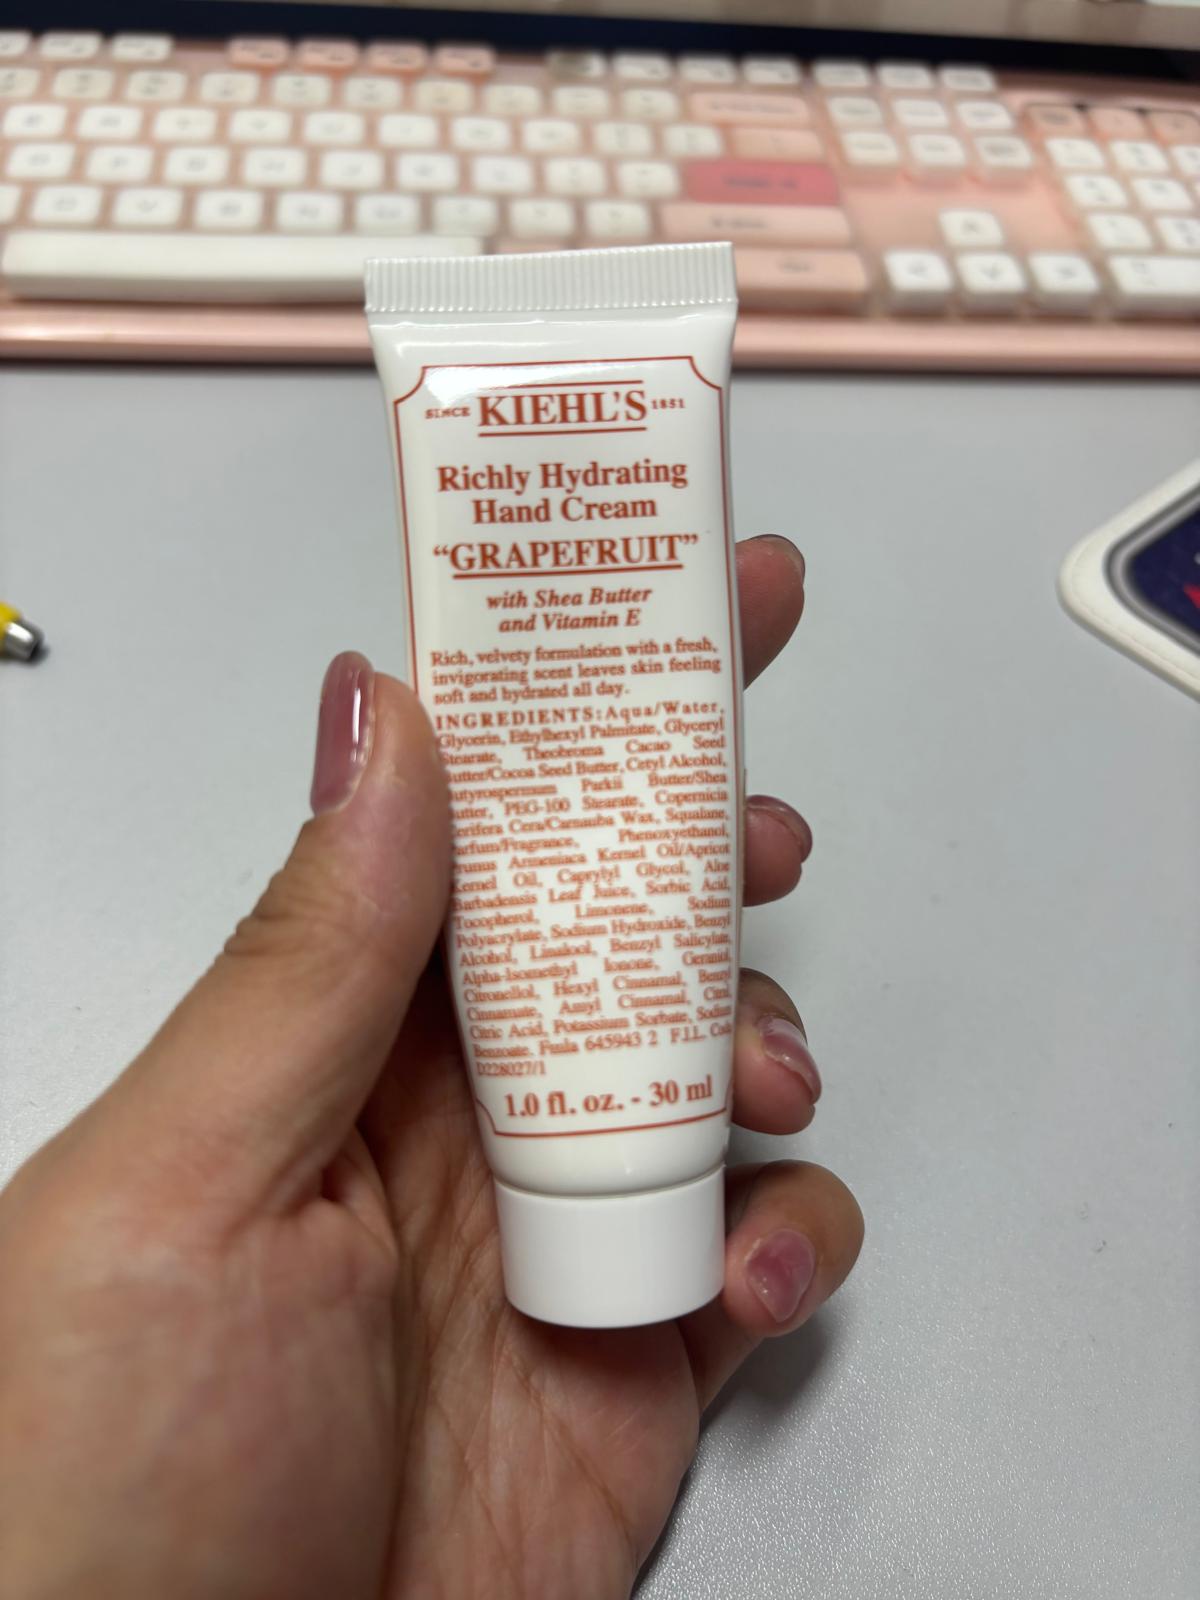 SINCE KIEHL'S 1851
Richly Hydrating
Hand Cream
“GRAPEFRUIT”
with Shea Butter
and Vitamin E
Rich, velvety formulation with a fresh,
invigorating scent leaves skin feeling
soft and hydrated all day.
INGREDIENTS: Aqua/Water,
Glycerin, Ethylhexyl Palmitate, Glyceryl
Stearate, Theobroma Cacao Seed
Butter/Cocoa Seed Butter, Cetyl Alcohol,
Butyrospermum Parkii Butter/Shea
Butter, PEG-100 Stearate, Copernicia
Cerifera Cera/Carnauba Wax, Squalane,
Parfum/Fragrance, Phenoxyethanol,
Prunus Armeniaca Kernel Oil/Apricot
Kernel Oil, Caprylyl Glycol, Aloe
Barbadensis Leaf Juice, Sorbic Acid,
Tocopherol, Limonene, Sodium
Polyacrylate, Sodium Hydroxide, Benzyl
Alcohol, Linalool, Benzyl Salicylate,
Alpha-Isomethyl Ionone, Geraniol,
Citronellol, Hexyl Cinnamal, Benzyl
Cinnamate, Amyl Cinnamal, Citral,
Citric Acid, Potassium Sorbate, Sodium
Benzoate. Fmla 645943 2 F.I.L. Code
D228027/1
1.0 fl. oz. - 30 ml